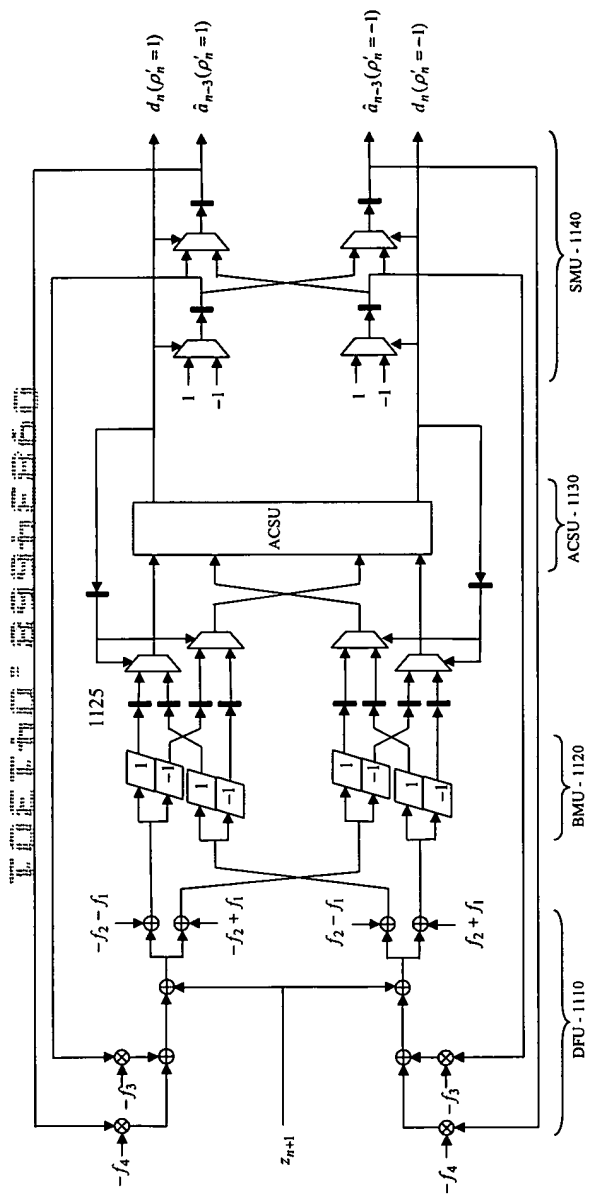 d_n(ρ'_n = 1)
â_{n-3}(ρ'_n = 1)
â_{n-3}(ρ'_n = −1)
d_n(ρ'_n = −1)
SMU - 1140
1
−1
1
−1
ACSU
ACSU - 1130
1125
1
−1
1
−1
1
−1
1
−1
BMU - 1120
−f_2 − f_1
−f_2 + f_1
f_2 − f_1
f_2 + f_1
DFU - 1110
−f_3
−f_4
z_{n+1}
−f_3
−f_4